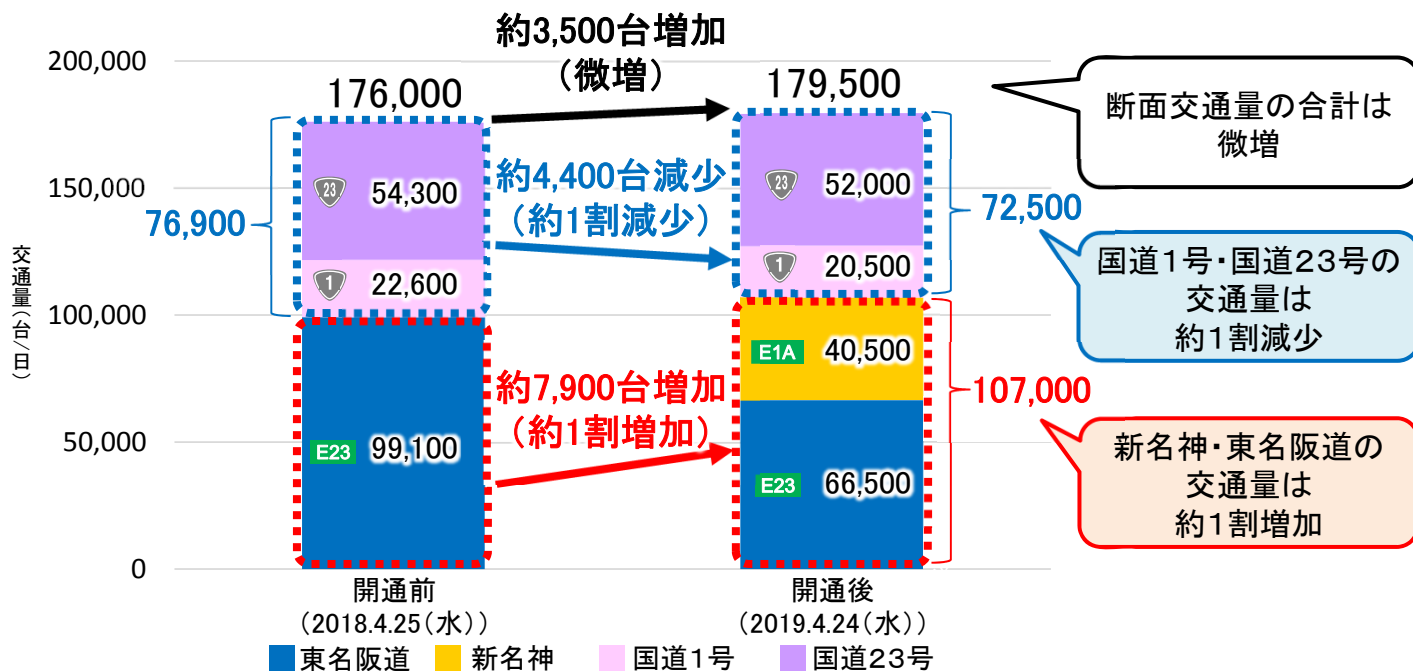 約3,500台増加
（微増）
200,000
150,000
100,000
50,000
0
交通量（台/日）
176,000
179,500
23 54,300
1 22,600
E23 99,100
76,900
約4,400台減少
（約1割減少）
約7,900台増加
（約1割増加）
23 52,000
1 20,500
E1A 40,500
E23 66,500
72,500
107,000
断面交通量の合計は
微増
国道1号・国道23号の
交通量は
約1割減少
新名神・東名阪道の
交通量は
約1割増加
開通前
（2018.4.25（水））
開通後
（2019.4.24（水））
東名阪道 新名神 国道1号 国道23号